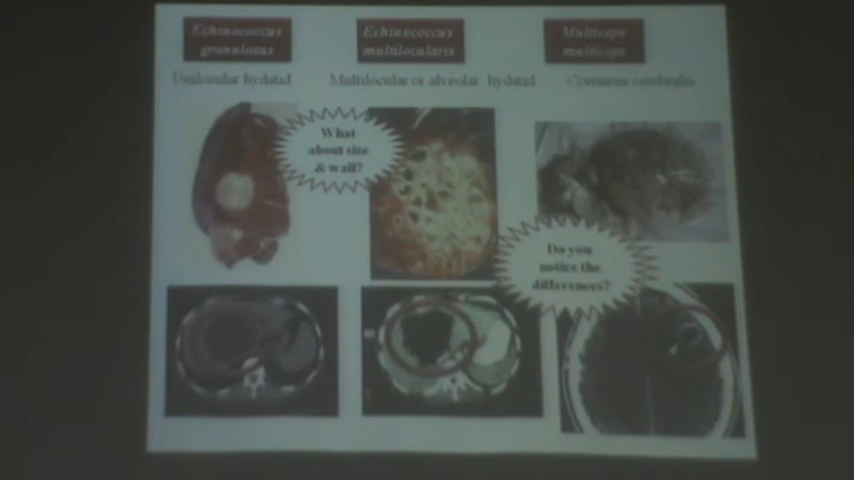 Echinococcus
granulosus
Echinococcus
multilocularis
Multiceps
multiceps
Unilocular hydatid
Multilocular or alveolar hydatid
Coenurus cerebralis
What
about size
& wall?
Do you
notice the
differences?